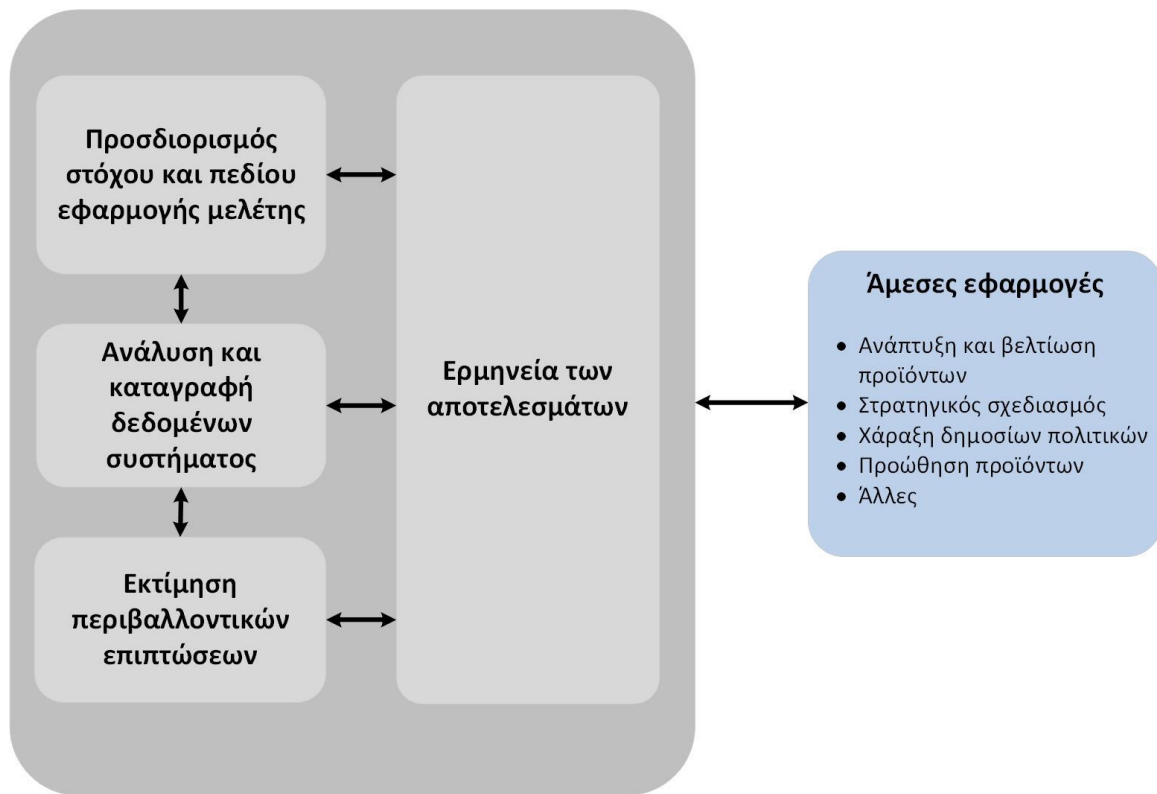 Προσδιορισμός
στόχου και πεδίου
εφαρμογής μελέτης
Ανάλυση και
καταγραφή
δεδομένων
συστήματος
Εκτίμηση
περιβαλλοντικών
επιπτώσεων
Ερμηνεία των
αποτελεσμάτων
Άμεσες εφαρμογές
• Ανάπτυξη και βελτίωση
προϊόντων
• Στρατηγικός σχεδιασμός
• Χάραξη δημοσίων πολιτικών
• Προώθηση προϊόντων
• Άλλες